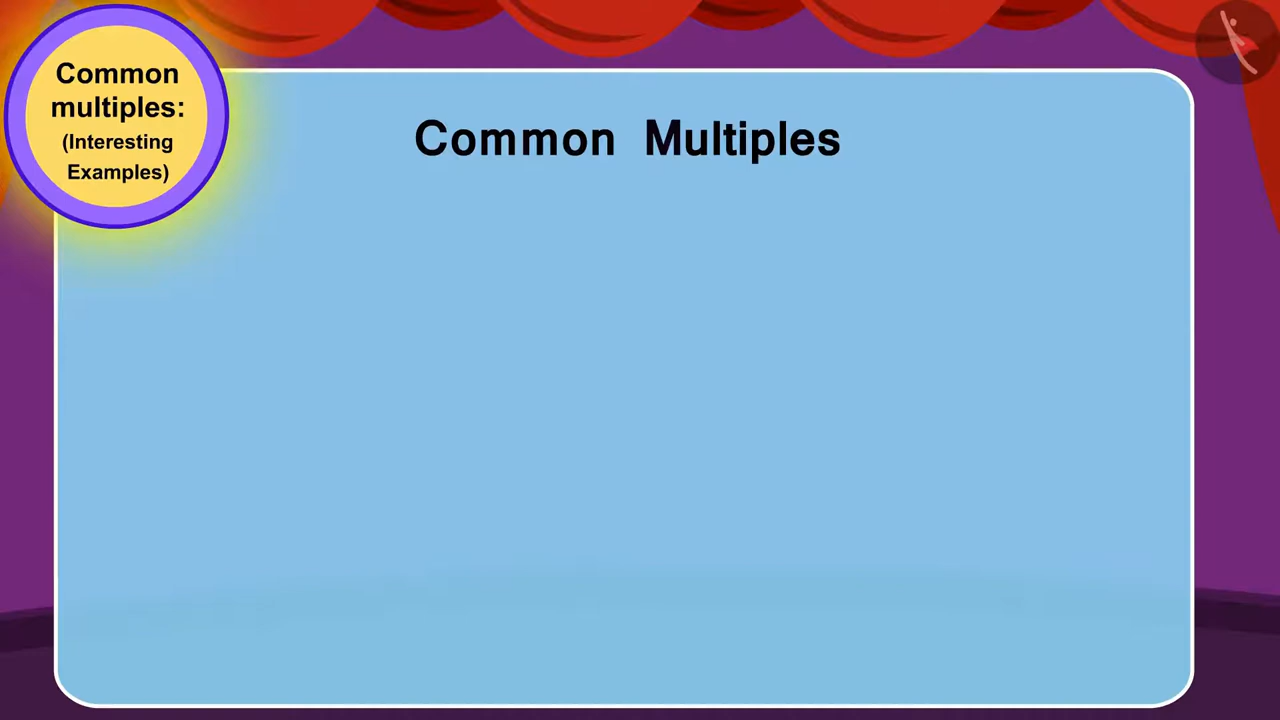 Common
multiples:
(Interesting
Examples)
Common Multiples